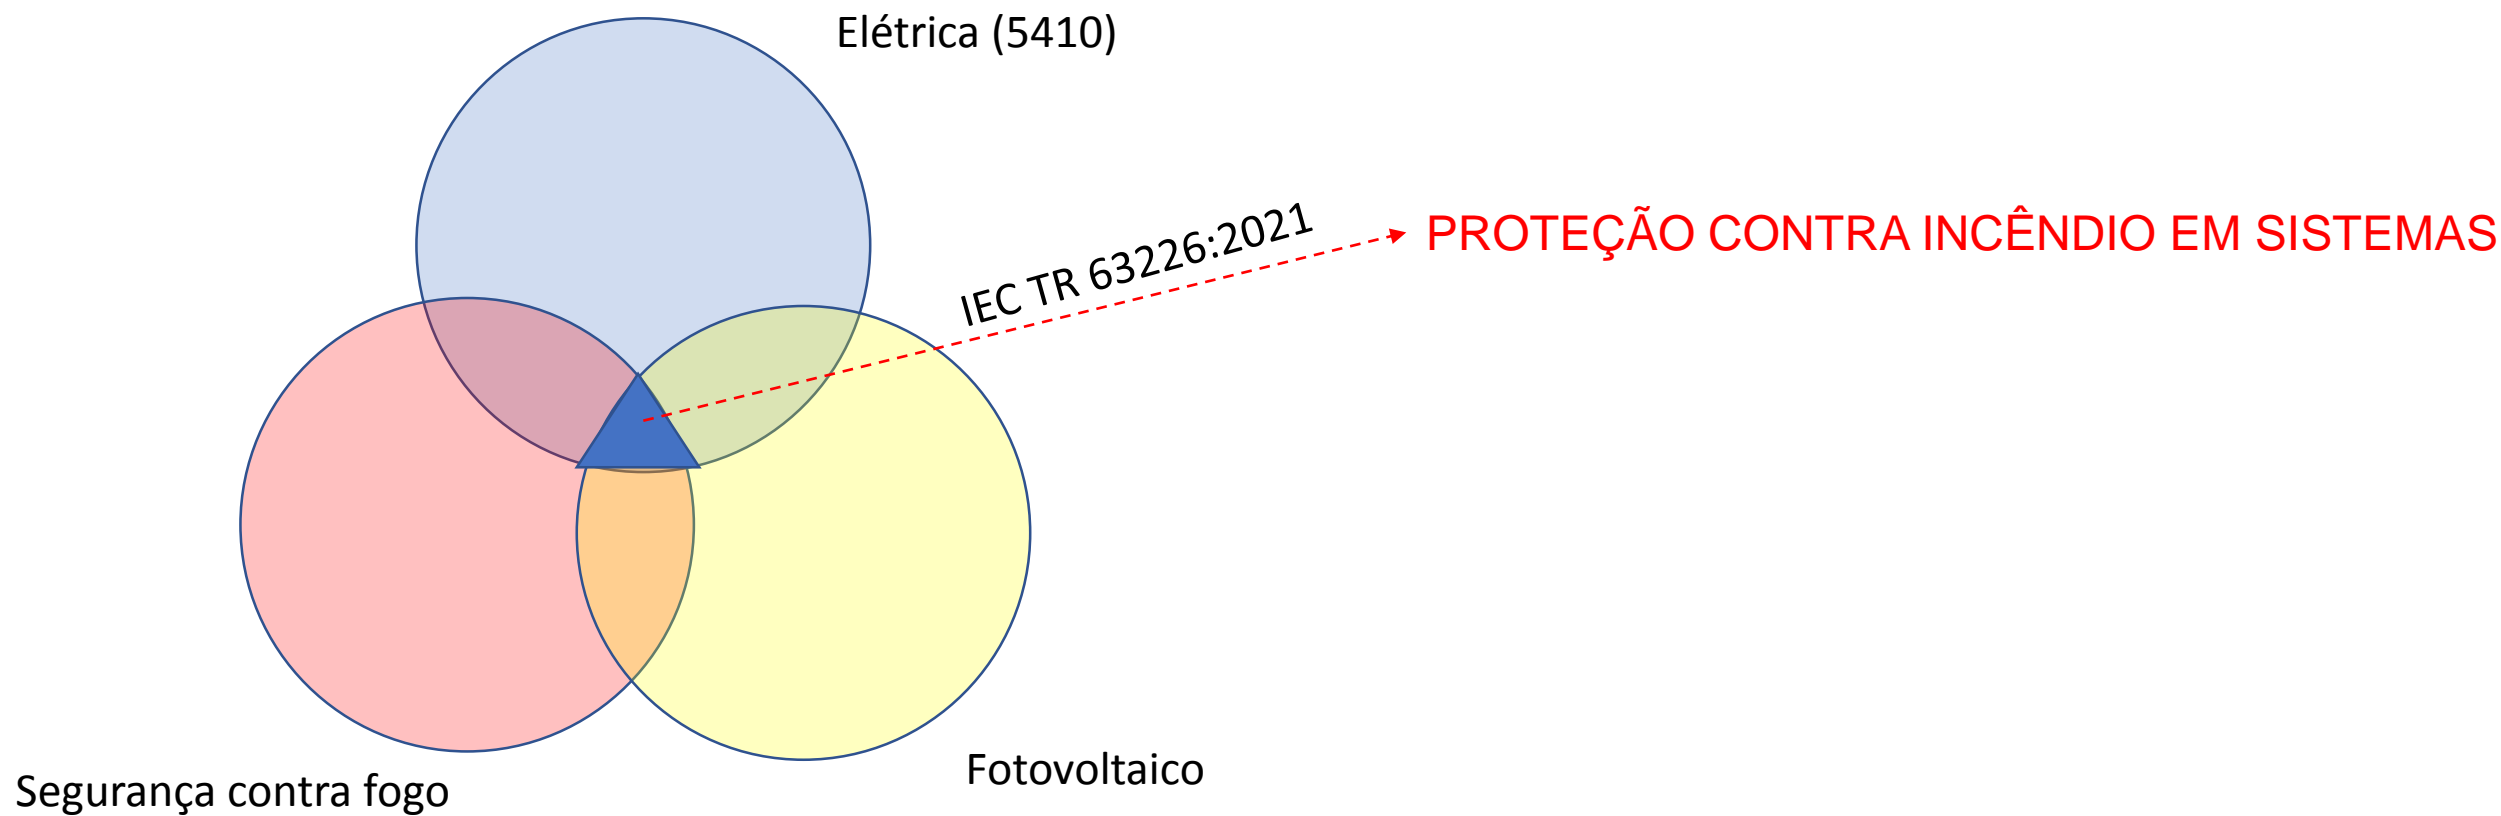 Elétrica (5410)
IEC TR 63226:2021
PROTEÇÃO CONTRA INCÊNDIO EM SISTEMAS
Fotovoltaico
Segurança contra fogo